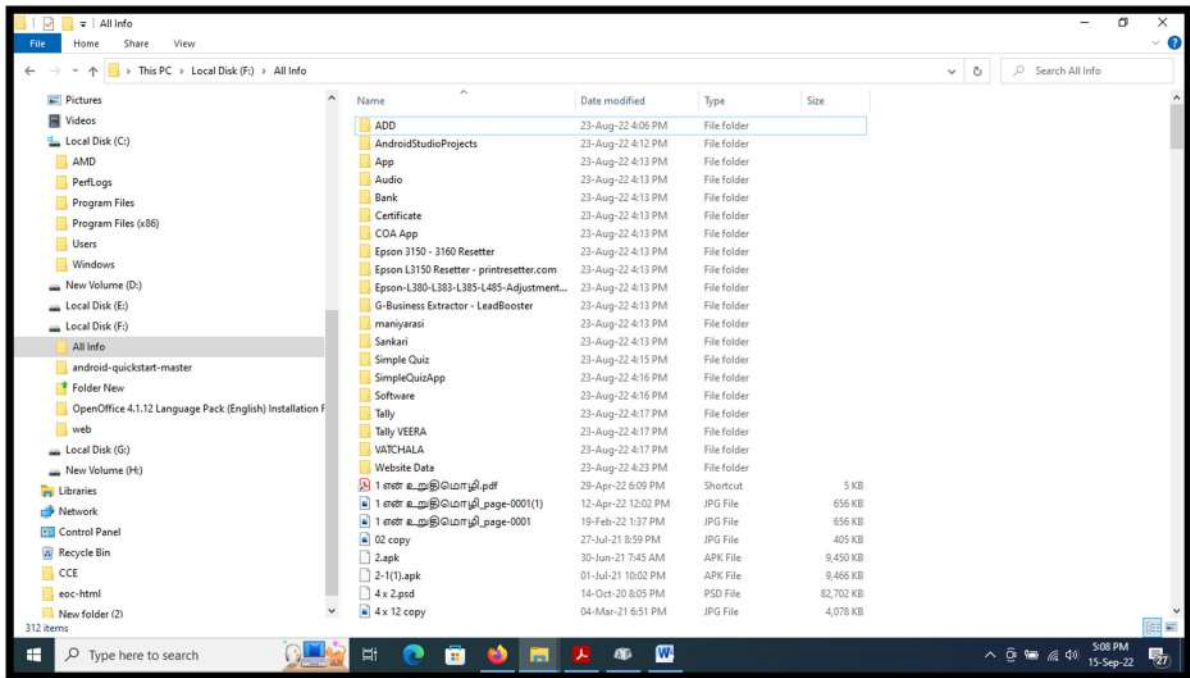 All Info
File Home Share View
This PC › Local Disk (F:) › All Info
Search All Info
Pictures
Videos
Local Disk (C:)
AMD
PerfLogs
Program Files
Program Files (x86)
Users
Windows
New Volume (D:)
Local Disk (E:)
Local Disk (F:)
All Info
android-quickstart-master
Folder New
OpenOffice 4.1.12 Language Pack (English) Installation F
web
Local Disk (G:)
New Volume (H:)
Libraries
Network
Control Panel
Recycle Bin
CCE
eoc-html
New folder (2)
Name Date modified Type Size
ADD 23-Aug-22 4:06 PM File folder
AndroidStudioProjects 23-Aug-22 4:12 PM File folder
App 23-Aug-22 4:13 PM File folder
Audio 23-Aug-22 4:13 PM File folder
Bank 23-Aug-22 4:13 PM File folder
Certificate 23-Aug-22 4:13 PM File folder
COA App 23-Aug-22 4:13 PM File folder
Epson 3150 - 3160 Resetter 23-Aug-22 4:13 PM File folder
Epson L3150 Resetter - printresetter.com 23-Aug-22 4:13 PM File folder
Epson-L380-L383-L385-L485-Adjustment... 23-Aug-22 4:13 PM File folder
G-Business Extractor - LeadBooster 23-Aug-22 4:13 PM File folder
maniyarasi 23-Aug-22 4:13 PM File folder
Sankari 23-Aug-22 4:13 PM File folder
Simple Quiz 23-Aug-22 4:15 PM File folder
SimpleQuizApp 23-Aug-22 4:16 PM File folder
Software 23-Aug-22 4:16 PM File folder
Tally 23-Aug-22 4:17 PM File folder
Tally VEERA 23-Aug-22 4:17 PM File folder
VATCHALA 23-Aug-22 4:17 PM File folder
Website Data 23-Aug-22 4:23 PM File folder
1 என் உறுதிமொழி.pdf 29-Apr-22 6:09 PM Shortcut 5 KB
1 என் உறுதிமொழி_page-0001(1) 12-Apr-22 12:02 PM JPG File 656 KB
1 என் உறுதிமொழி_page-0001 19-Feb-22 1:37 PM JPG File 656 KB
02 copy 27-Jul-21 8:59 PM JPG File 405 KB
2.apk 30-Jun-21 7:45 AM APK File 9,450 KB
2-1(1).apk 01-Jul-21 10:02 PM APK File 9,466 KB
4 x 2.psd 14-Oct-20 8:05 PM PSD File 82,702 KB
4 x 12 copy 04-Mar-21 6:51 PM JPG File 4,078 KB
312 items
Type here to search
5:08 PM
15-Sep-22
27